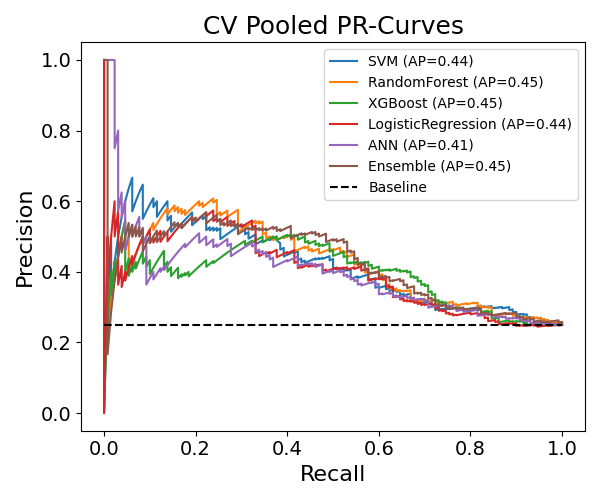 CV Pooled PR-Curves
SVM (AP=0.44)
RandomForest (AP=0.45)
XGBoost (AP=0.45)
LogisticRegression (AP=0.44)
ANN (AP=0.41)
Ensemble (AP=0.45)
Baseline
Precision
1.0
0.8
0.6
0.4
0.2
0.0
0.0 0.2 0.4 0.6 0.8 1.0
Recall